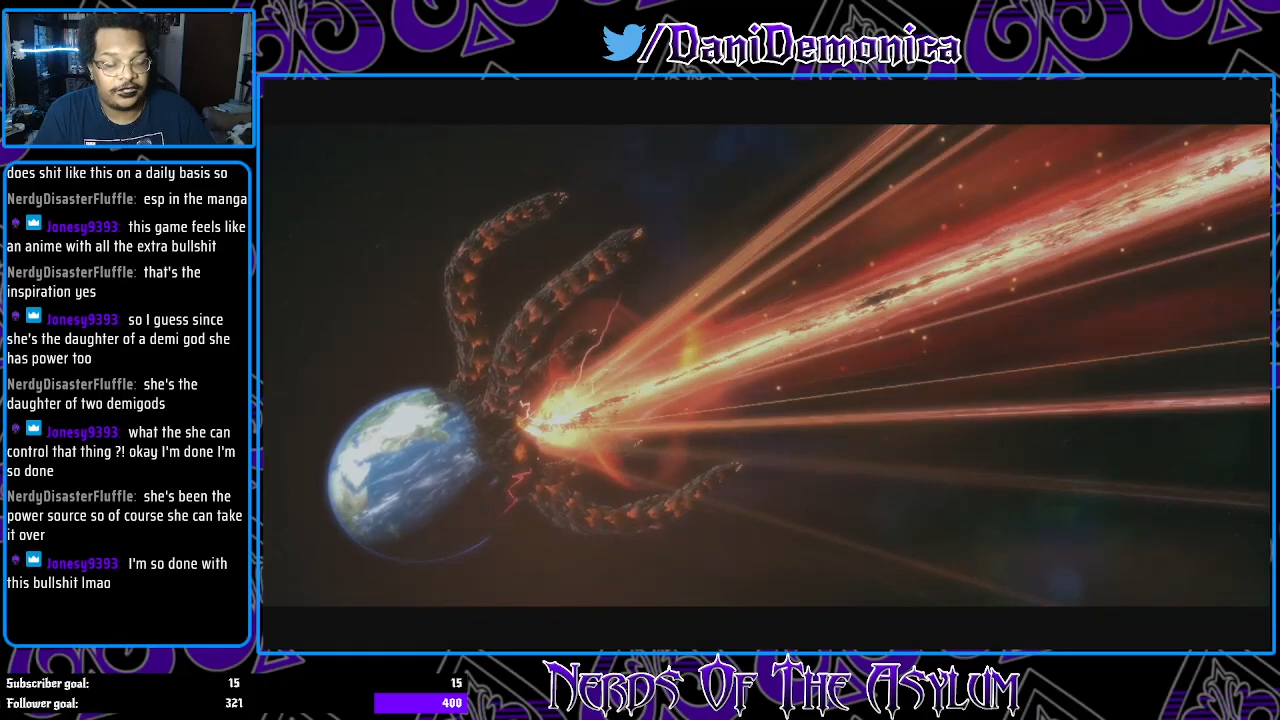 /DaniDemonica
does shit like this on a daily basis so
NerdyDisasterFluffle: esp in the manga
Jonesy9393: this game feels like
an anime with all the extra bullshit
NerdyDisasterFluffle: that's the
inspiration yes
Jonesy9393: so I guess since
she's the daughter of a demi god she
has power too
NerdyDisasterFluffle: she's the
daughter of two demigods
Jonesy9393: what the she can
control that thing ?! okay I'm done I'm
so done
NerdyDisasterFluffle: she's been the
power source so of course she can take
it over
Jonesy9393: I'm so done with
this bullshit lmao
Subscriber goal: 15 15
Follower goal: 321 400
Nerds Of The Asylum